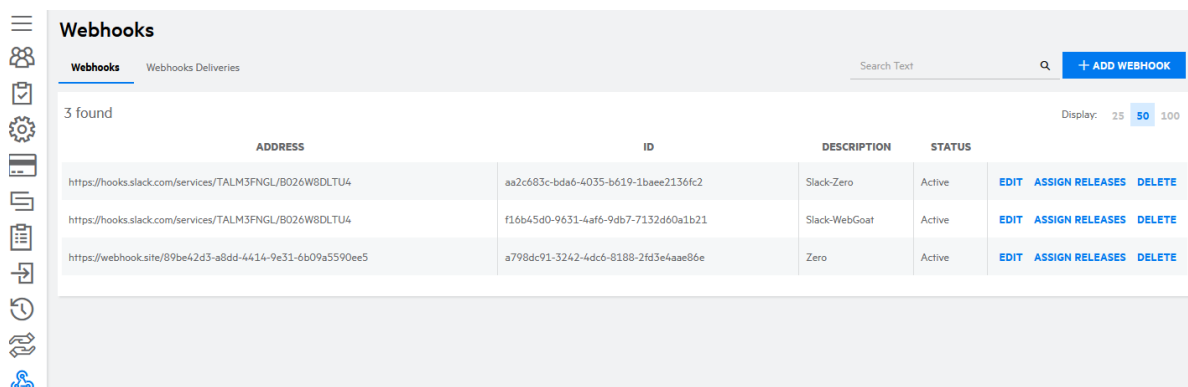 Webhooks
Webhooks Webhooks Deliveries Search Text + ADD WEBHOOK
3 found Display: 25 50 100
ADDRESS ID DESCRIPTION STATUS
https://hooks.slack.com/services/TALM3FNGL/B026W8DLTU4 aa2c683c-bda6-4035-b619-1baee2136fc2 Slack-Zero Active EDIT ASSIGN RELEASES DELETE
https://hooks.slack.com/services/TALM3FNGL/B026W8DLTU4 f16b45d0-9631-4af6-9db7-7132d60a1b21 Slack-WebGoat Active EDIT ASSIGN RELEASES DELETE
https://webhook.site/89be42d3-a8dd-4414-9e31-6b09a5590ee5 a798dc91-3242-4dc6-8188-2fd3e4aae86e Zero Active EDIT ASSIGN RELEASES DELETE